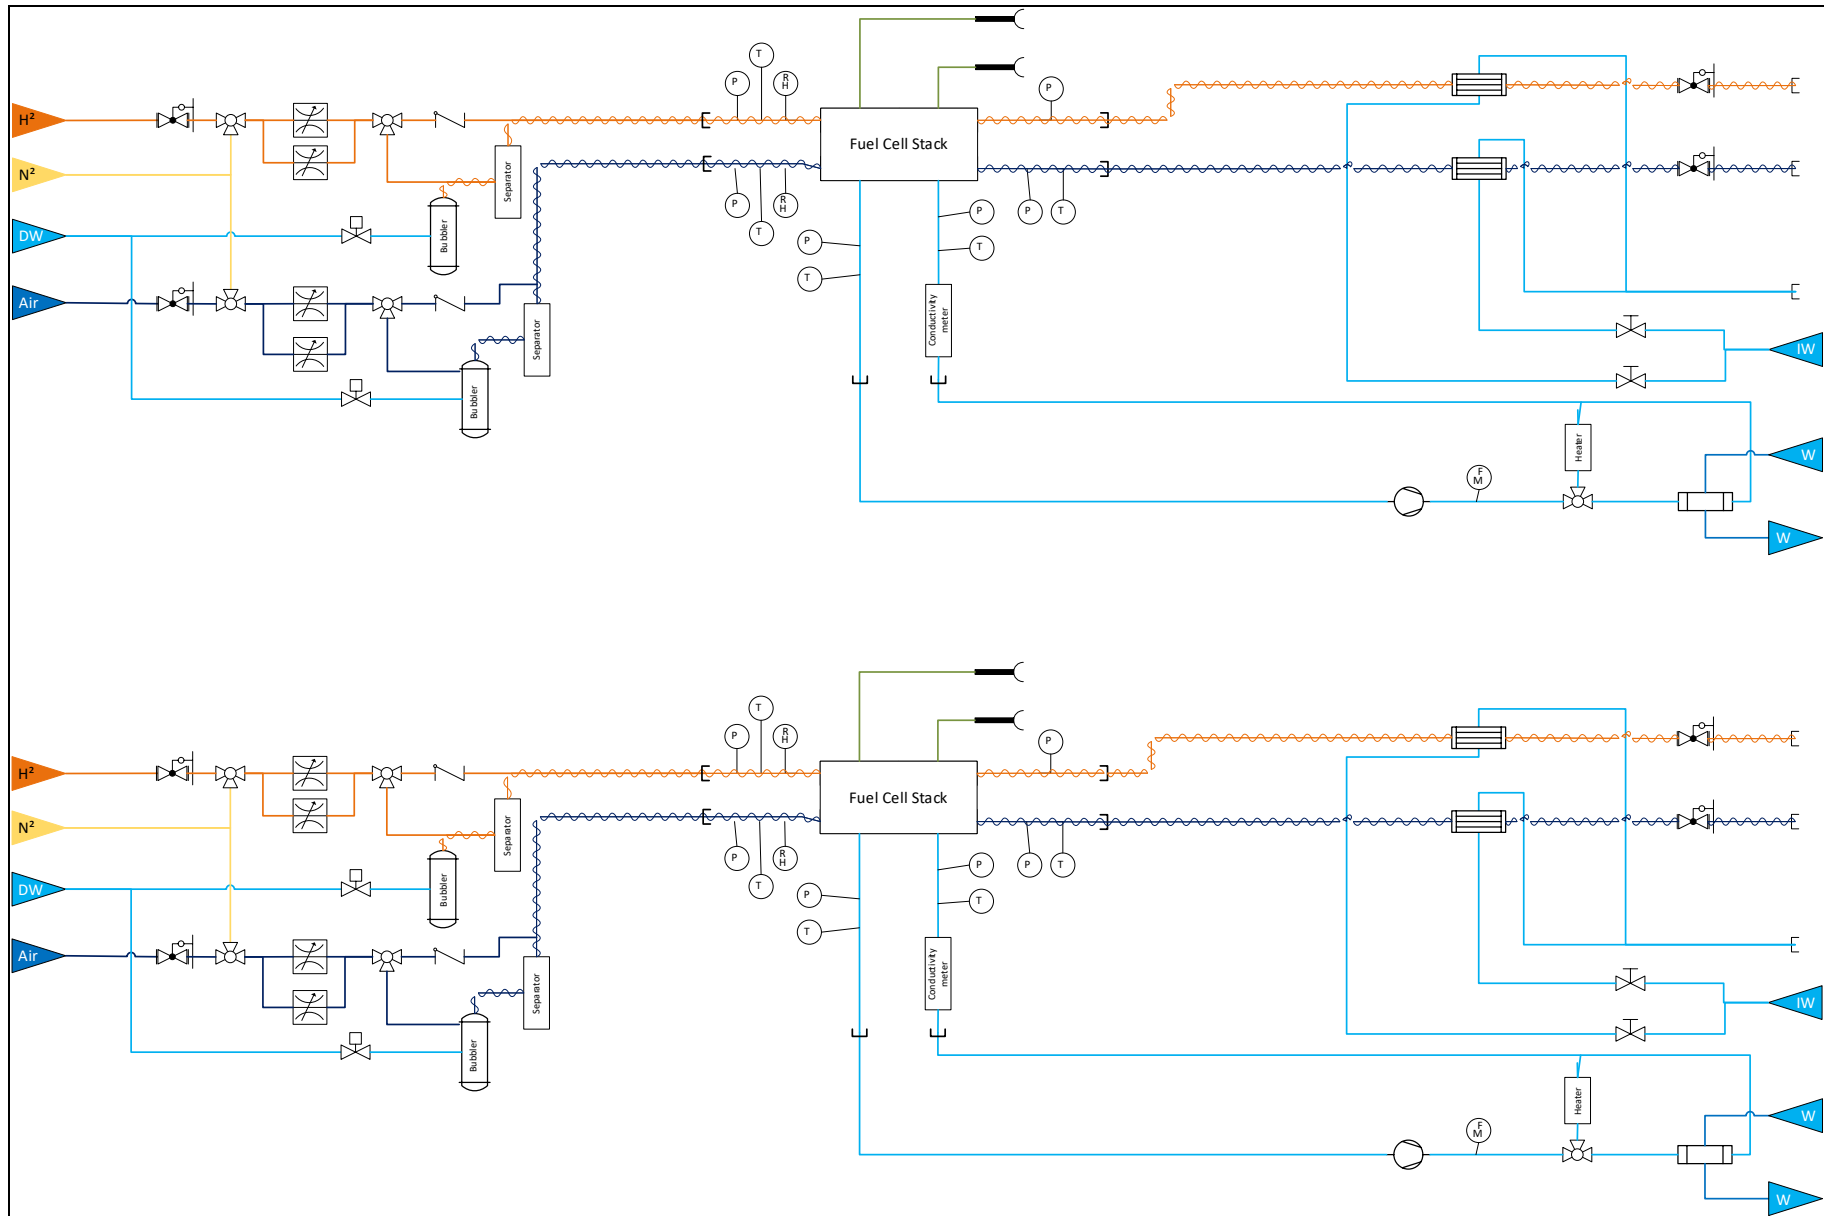 T
P
RH
P
H²
Fuel Cell Stack
N²
Separator
P
T
RH
P
T
P
T
P
T
DW
Bubbler
Air
Separator
Conductivity
meter
IW
Bubbler
Heater
W
FM
W
T
P
RH
P
H²
Fuel Cell Stack
N²
Separator
P
T
RH
P
T
P
T
P
T
DW
Bubbler
Air
Separator
Conductivity
meter
IW
Bubbler
Heater
W
FM
W